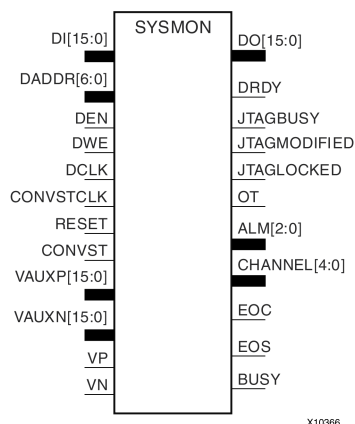 SYSMON
DI[15:0]
DADDR[6:0]
DEN
DWE
DCLK
CONVSTCLK
RESET
CONVST
VAUXP[15:0]
VAUXN[15:0]
VP
VN
DO[15:0]
DRDY
JTAGBUSY
JTAGMODIFIED
JTAGLOCKED
OT
ALM[2:0]
CHANNEL[4:0]
EOC
EOS
BUSY
X10366